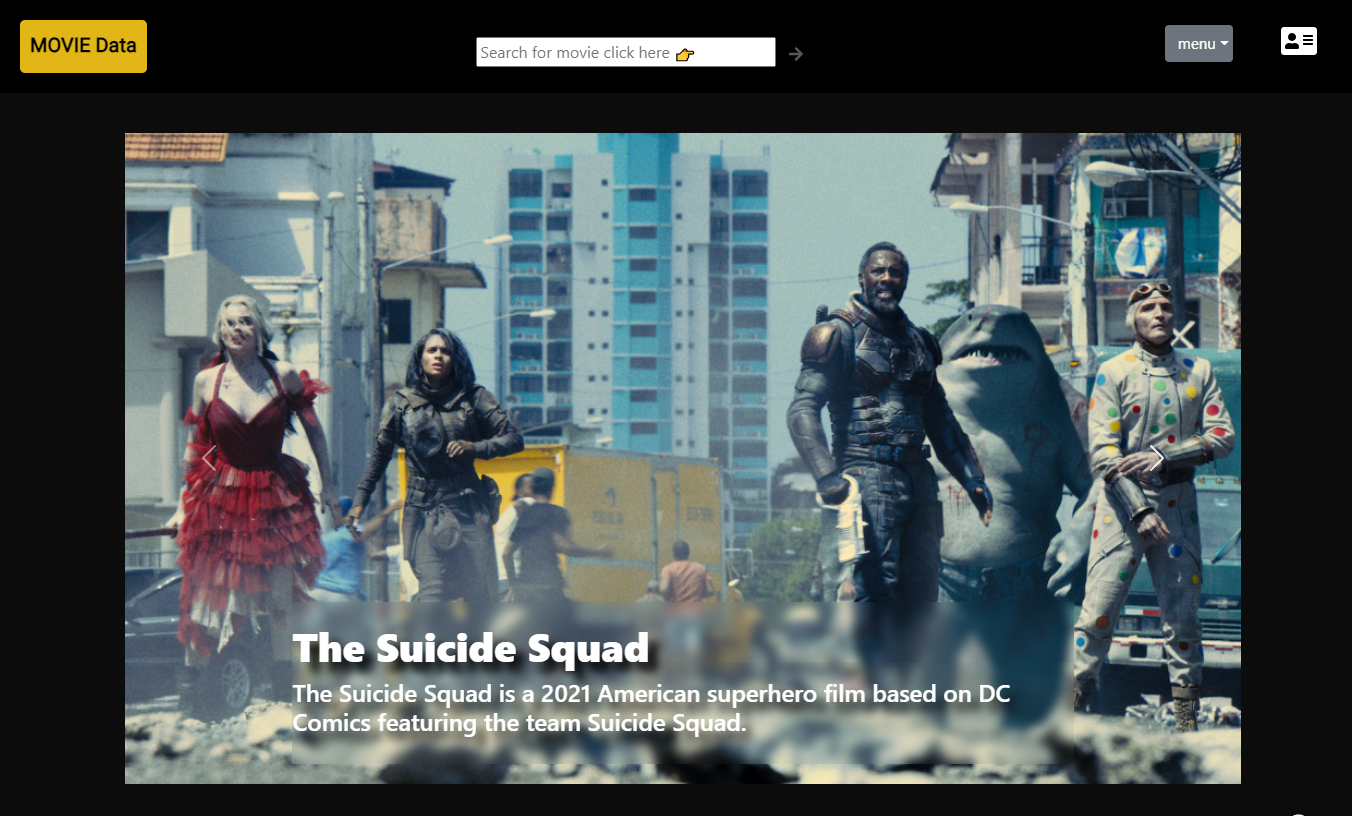 MOVIE Data
Search for movie click here 👉
menu
The Suicide Squad
The Suicide Squad is a 2021 American superhero film based on DC
Comics featuring the team Suicide Squad.